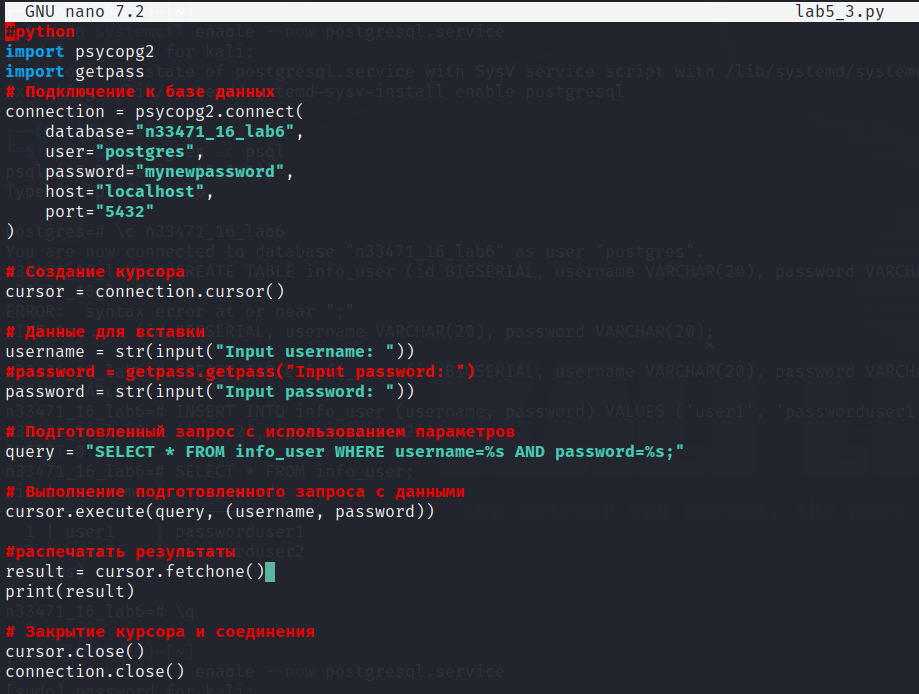 GNU nano 7.2 lab5_3.py
#python
import psycopg2
import getpass
# Подключение к базе данных
connection = psycopg2.connect(
database="n33471_16_lab6",
user="postgres",
password="mynewpassword",
host="localhost",
port="5432"
)
# Создание курсора
cursor = connection.cursor()
# Данные для вставки
username = str(input("Input username: "))
#password = getpass.getpass("Input password: ")
password = str(input("Input password: "))
# Подготовленный запрос с использованием параметров
query = "SELECT * FROM info_user WHERE username=%s AND password=%s;"
# Выполнение подготовленного запроса с данными
cursor.execute(query, (username, password))
#распечатать результаты
result = cursor.fetchone()
print(result)
# Закрытие курсора и соединения
cursor.close()
connection.close()